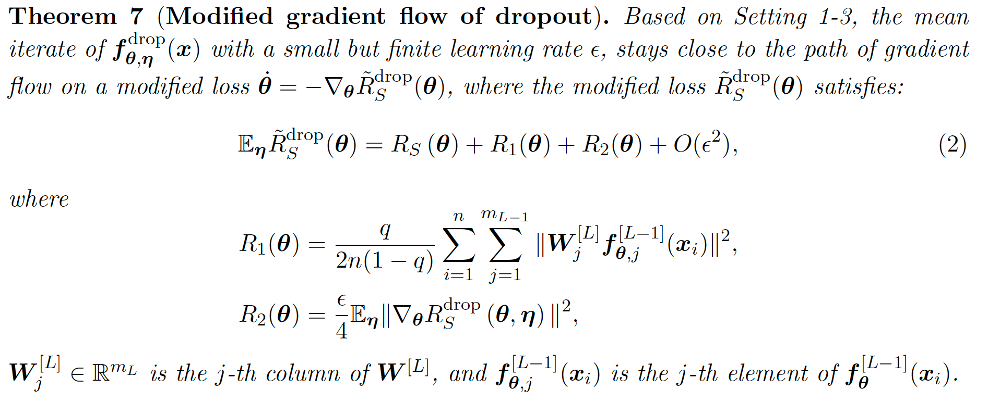 Theorem 7 (Modified gradient flow of dropout). Based on Setting 1-3, the mean
iterate of $\boldsymbol{f}_{\boldsymbol{\theta},\boldsymbol{\eta}}^{\mathrm{drop}}(\boldsymbol{x})$ with a small but finite learning rate $\epsilon$, stays close to the path of gradient
flow on a modified loss $\dot{\boldsymbol{\theta}} = -\nabla_{\boldsymbol{\theta}} \tilde{R}_S^{\mathrm{drop}}(\boldsymbol{\theta})$, where the modified loss $\tilde{R}_S^{\mathrm{drop}}(\boldsymbol{\theta})$ satisfies:
$\mathbb{E}_{\boldsymbol{\eta}} \tilde{R}_S^{\mathrm{drop}}(\boldsymbol{\theta}) = R_S(\boldsymbol{\theta}) + R_1(\boldsymbol{\theta}) + R_2(\boldsymbol{\theta}) + O(\epsilon^2),$ (2)
where
$R_1(\boldsymbol{\theta}) = \frac{q}{2n(1-q)} \sum_{i=1}^{n} \sum_{j=1}^{m_{L-1}} \|\boldsymbol{W}_j^{[L]} \boldsymbol{f}_{\boldsymbol{\theta},j}^{[L-1]}(\boldsymbol{x}_i)\|^2,$
$R_2(\boldsymbol{\theta}) = \frac{\epsilon}{4} \mathbb{E}_{\boldsymbol{\eta}} \|\nabla_{\boldsymbol{\theta}} R_S^{\mathrm{drop}}(\boldsymbol{\theta}, \boldsymbol{\eta})\|^2,$
$\boldsymbol{W}_j^{[L]} \in \mathbb{R}^{m_L}$ is the j-th column of $\boldsymbol{W}^{[L]}$, and $\boldsymbol{f}_{\boldsymbol{\theta},j}^{[L-1]}(\boldsymbol{x}_i)$ is the j-th element of $\boldsymbol{f}_{\boldsymbol{\theta}}^{[L-1]}(\boldsymbol{x}_i)$.